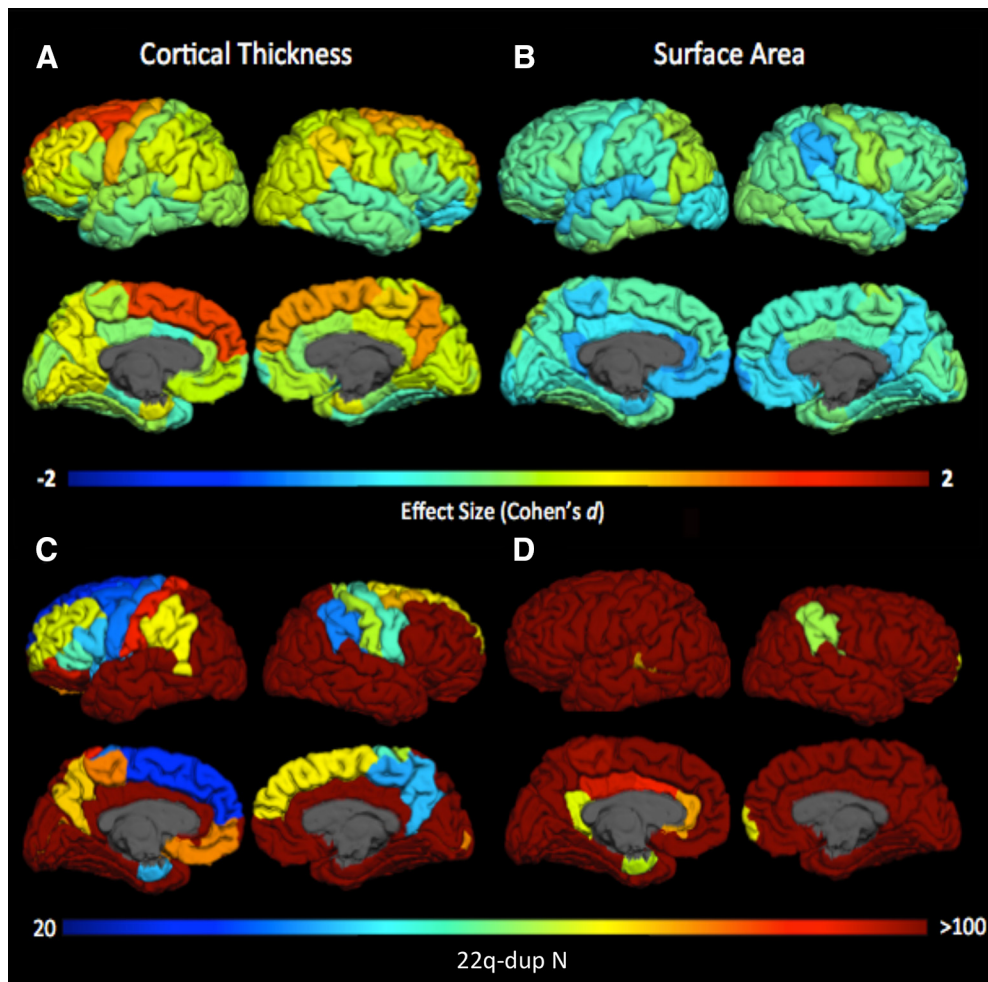 A
Cortical Thickness
B
Surface Area
-2
2
Effect Size (Cohen's d)
C
D
20
>100
22q-dup N